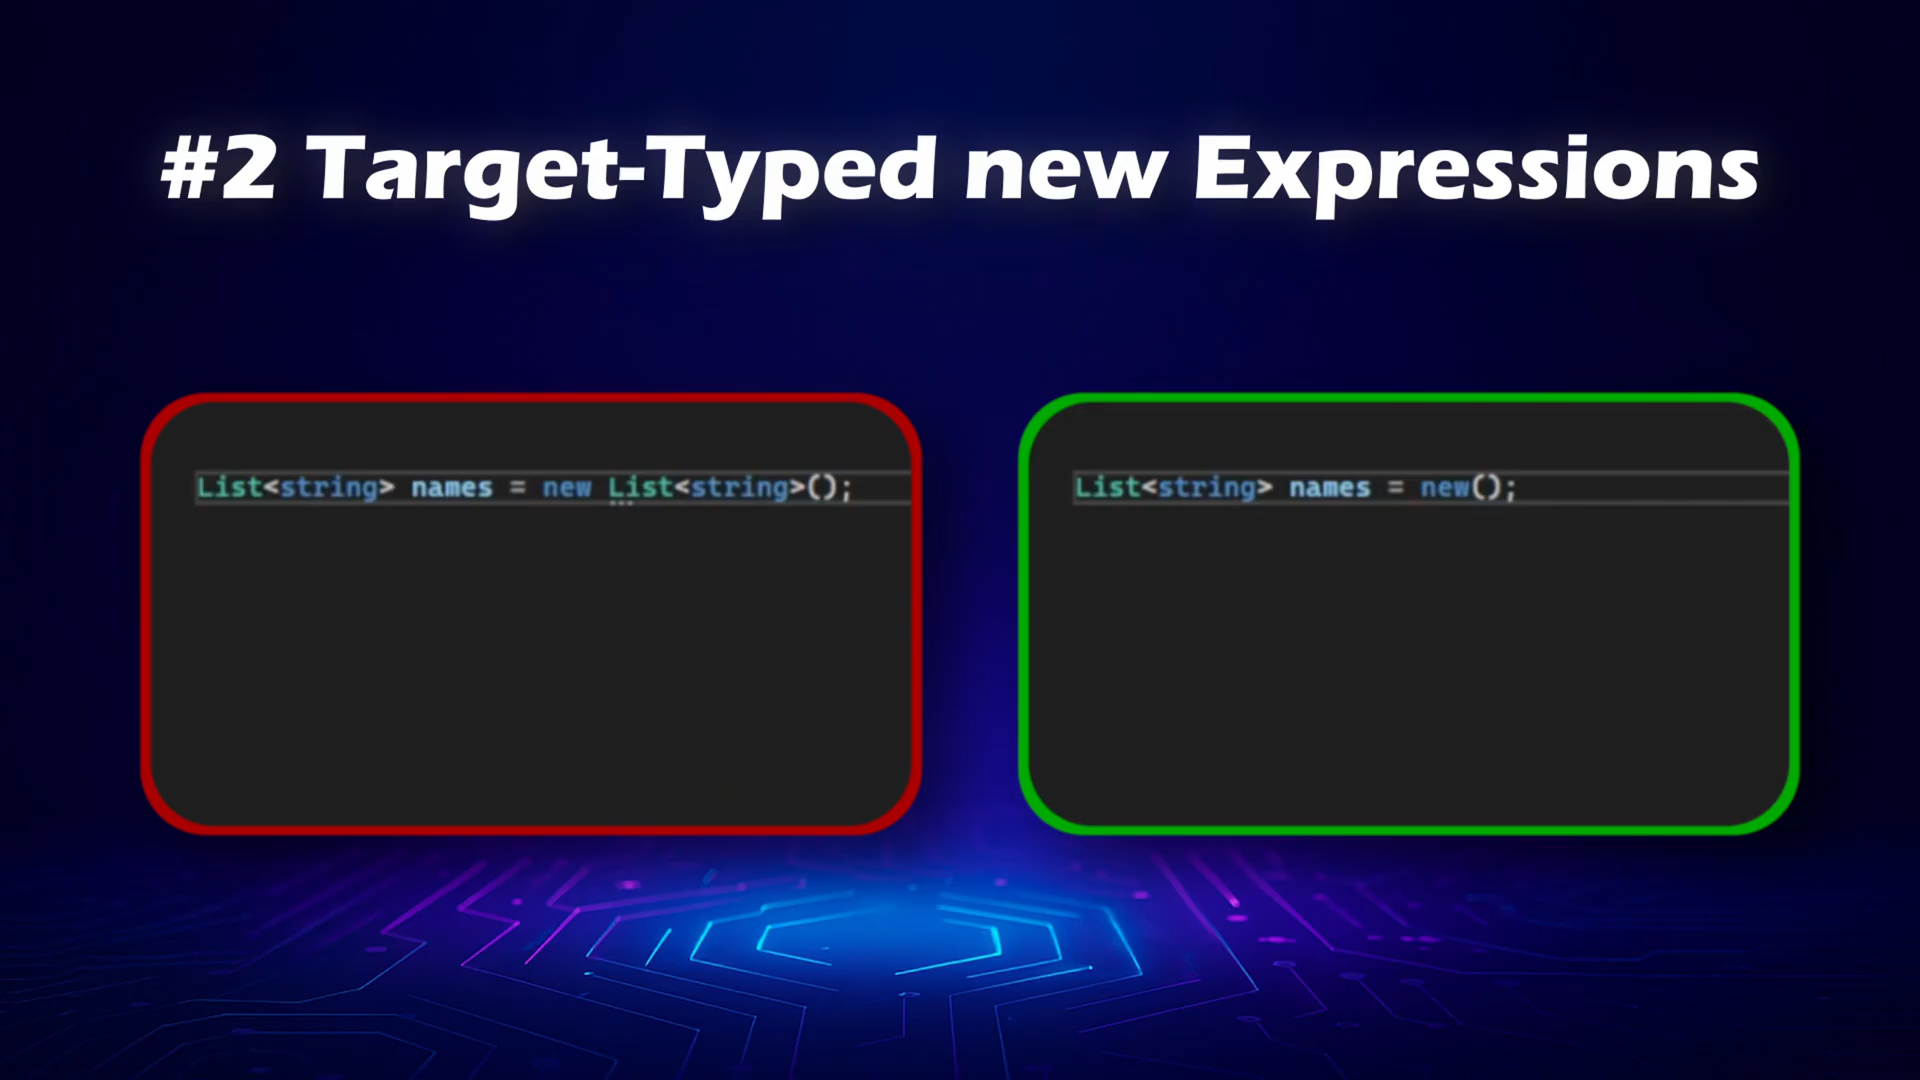 #2 Target-Typed new Expressions
List<string> names = new List<string>();
List<string> names = new();